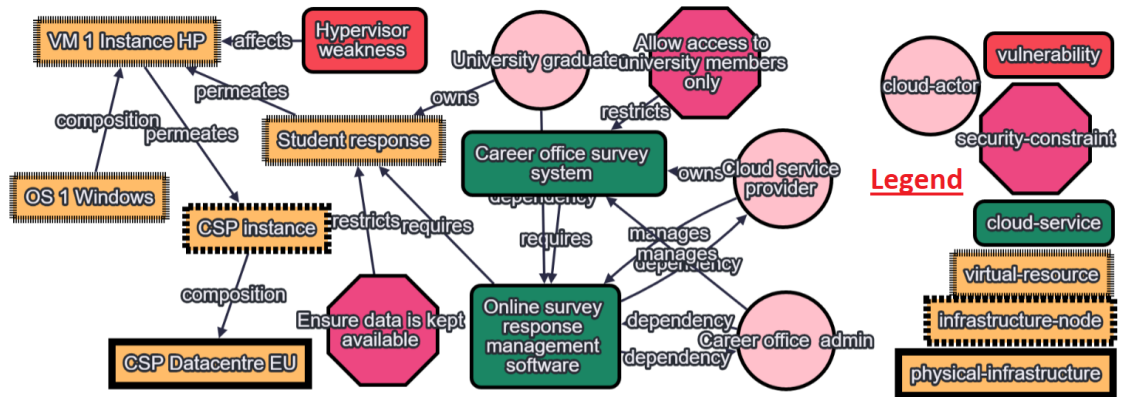 VM 1 Instance HP
affects
Hypervisor
weakness
University graduate
Allow access to
university members
only
permeates
owns
restricts
composition
permeates
Student response
Career office survey
system
owns
Cloud service
provider
OS 1 Windows
dependency
CSP instance
restricts
requires
requires
manages
manages
dependency
composition
Ensure data is kept
available
Online survey
response
management
software
dependency
Career office admin
dependency
CSP Datacentre EU
vulnerability
cloud-actor
security-constraint
Legend
cloud-service
virtual-resource
infrastructure-node
physical-infrastructure